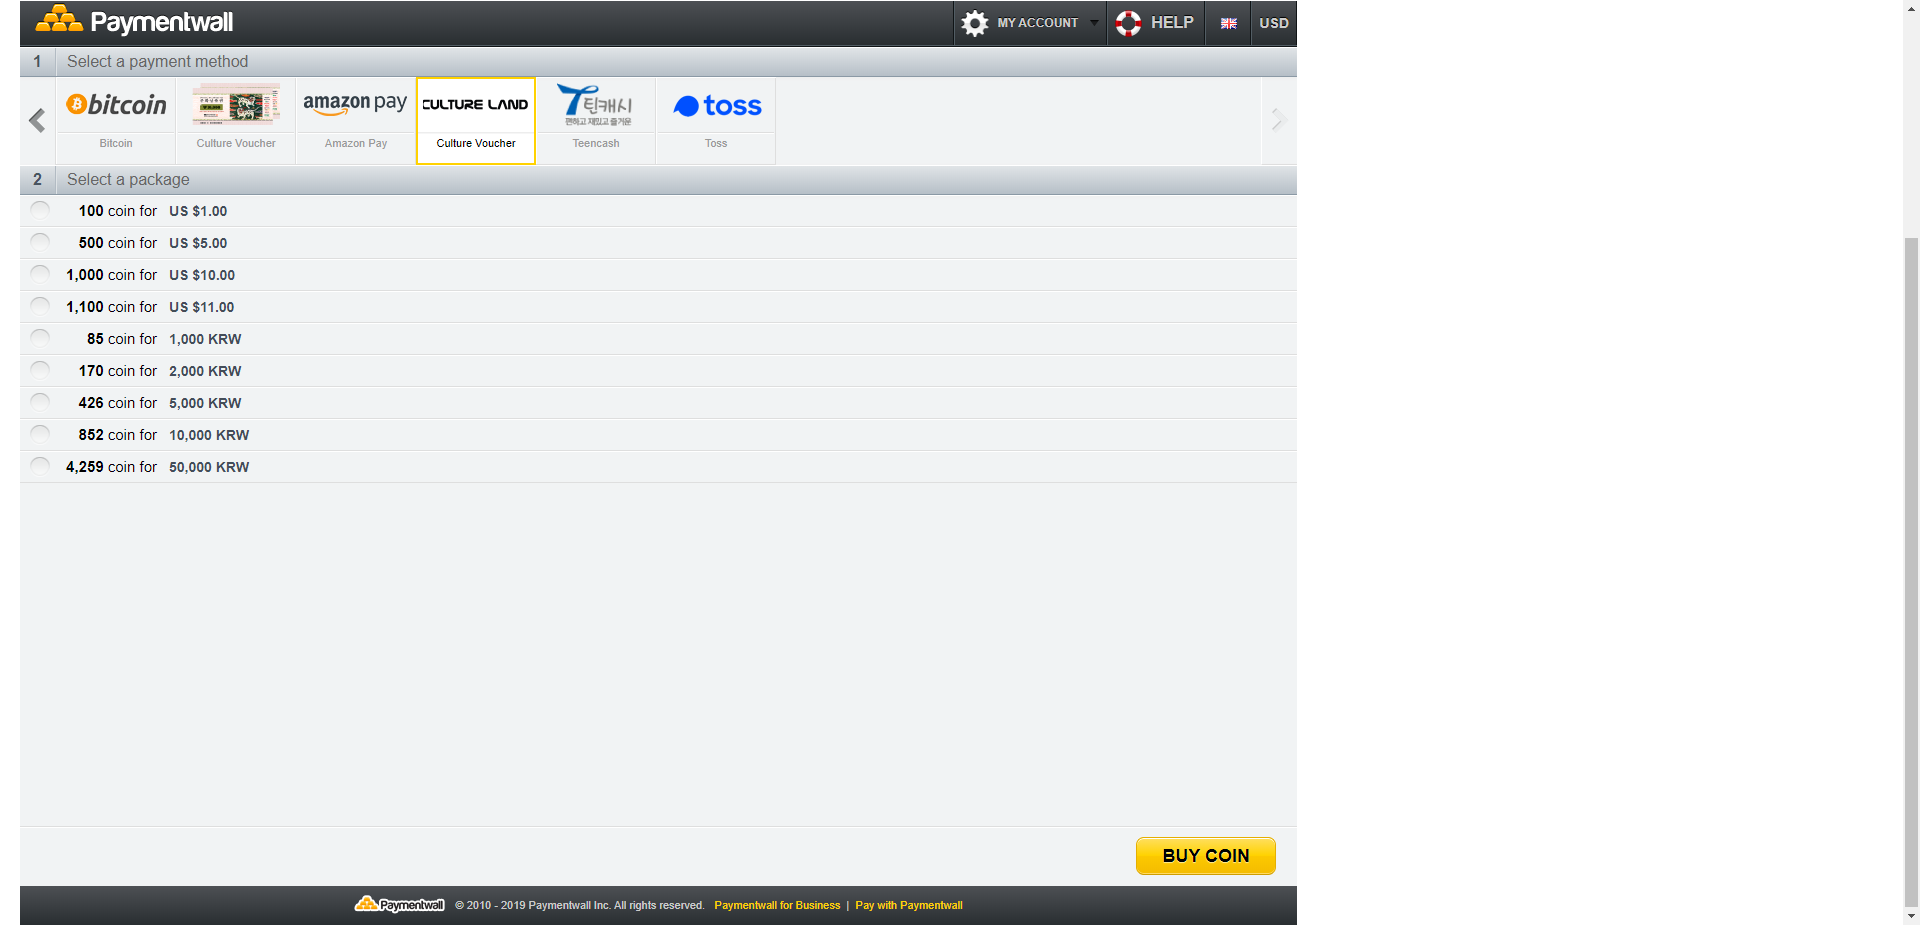 Paymentwall
MY ACCOUNT
HELP
USD
1 Select a payment method
bitcoin
amazon pay
CULTURE LAND
틴캐시
편하고 재밌고 즐거운
toss
Bitcoin
Culture Voucher
Amazon Pay
Culture Voucher
Teencash
Toss
2 Select a package
100 coin for US $1.00
500 coin for US $5.00
1,000 coin for US $10.00
1,100 coin for US $11.00
85 coin for 1,000 KRW
170 coin for 2,000 KRW
426 coin for 5,000 KRW
852 coin for 10,000 KRW
4,259 coin for 50,000 KRW
BUY COIN
Paymentwall © 2010 - 2019 Paymentwall Inc. All rights reserved. Paymentwall for Business | Pay with Paymentwall